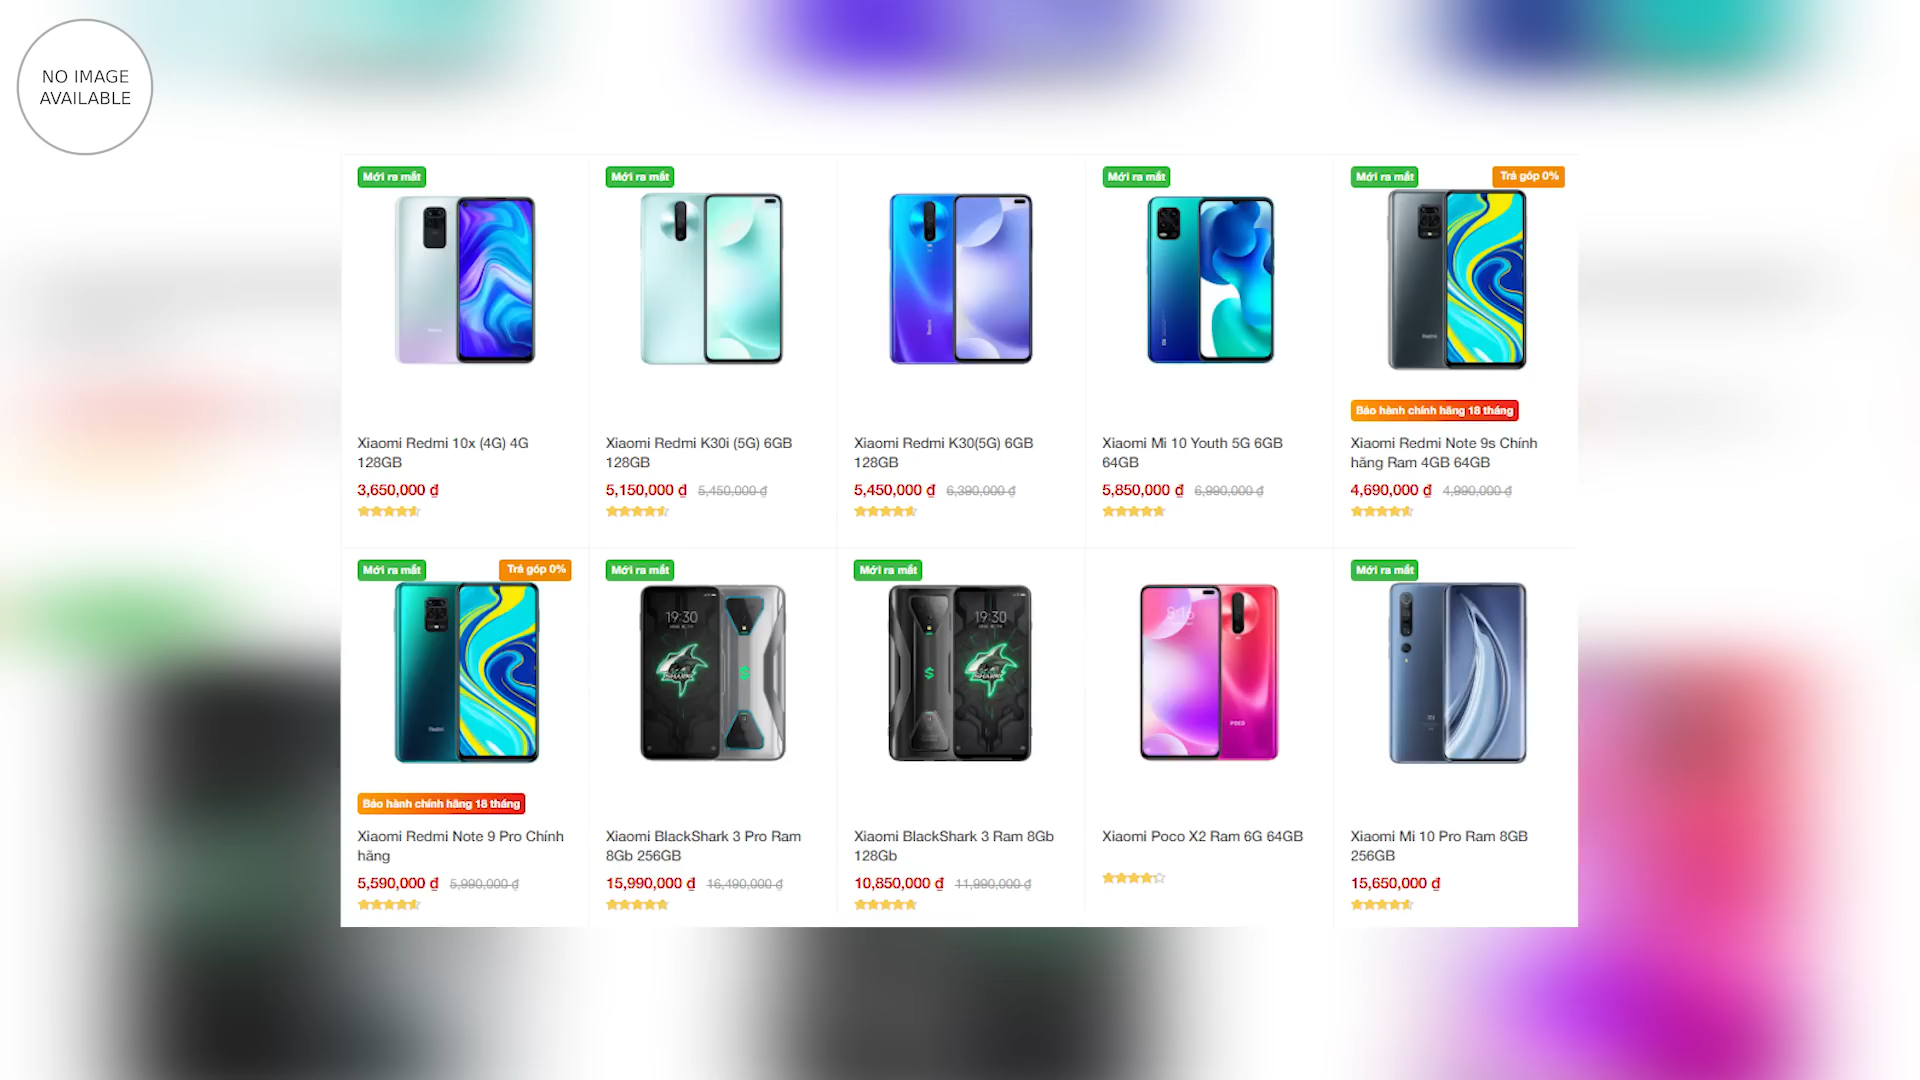 NO IMAGE
AVAILABLE
Mới ra mắt
Mới ra mắt
Mới ra mắt
Mới ra mắt
Trả góp 0%
19:30
Bảo hành chính hãng 18 tháng
Xiaomi Redmi 10x (4G) 4G
128GB
3,650,000 ₫
Xiaomi Redmi K30i (5G) 6GB
128GB
5,150,000 ₫ 5,450,000 ₫
Xiaomi Redmi K30(5G) 6GB
128GB
5,450,000 ₫ 6,390,000 ₫
Xiaomi Mi 10 Youth 5G 6GB
64GB
5,850,000 ₫ 6,990,000 ₫
Xiaomi Redmi Note 9s Chính
hãng Ram 4GB 64GB
4,690,000 ₫ 4,990,000 ₫
Mới ra mắt
Trả góp 0%
Mới ra mắt
Mới ra mắt
Mới ra mắt
19:30
8:16
POCO
Bảo hành chính hãng 18 tháng
Xiaomi Redmi Note 9 Pro Chính
hãng
5,590,000 ₫ 5,990,000 ₫
Xiaomi BlackShark 3 Pro Ram
8Gb 256GB
15,990,000 ₫ 16,490,000 ₫
Xiaomi BlackShark 3 Ram 8Gb
128Gb
10,850,000 ₫ 11,990,000 ₫
Xiaomi Poco X2 Ram 6G 64GB
Xiaomi Mi 10 Pro Ram 8GB
256GB
15,650,000 ₫